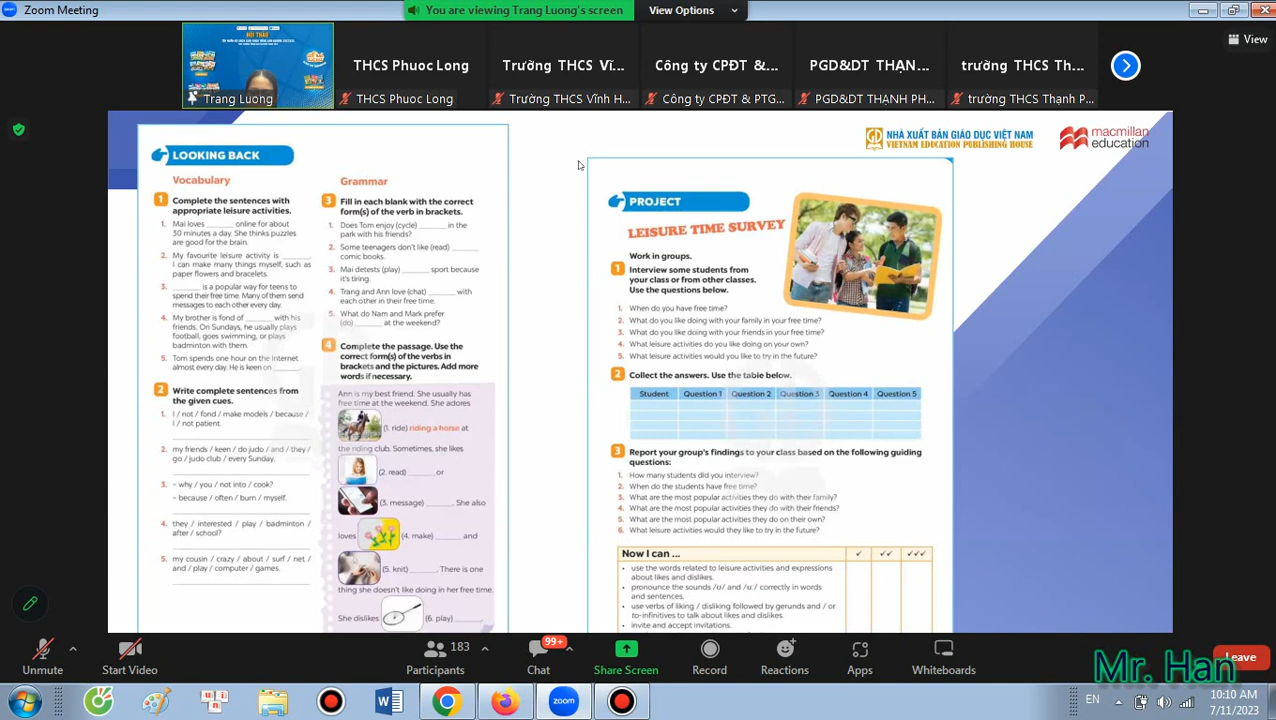 Zoom Meeting
You are viewing Trang Luong's screen
View Options
HỘI THẢO
View
THCS Phuoc Long
Trường THCS Vĩ...
Công ty CPĐT &...
PGD&DT THẠN...
trường THCS Th...
Trang Luong
THCS Phuoc Long
Trường THCS Vĩnh H...
Công ty CPĐT & PTG...
PGD&DT THẠNH PH...
trường THCS Thạnh P...
NHÀ XUẤT BẢN GIÁO DỤC VIỆT NAM
VIETNAM EDUCATION PUBLISHING HOUSE
macmillan
education
LOOKING BACK
Vocabulary
1 Complete the sentences with
appropriate leisure activities.
1. Mai loves ______ online for about
30 minutes a day. She thinks puzzles
are good for the brain.
2. My favourite leisure activity is ______.
I can make many things myself, such as
paper flowers and bracelets.
3. ______ is a popular way for teens to
spend their free time. Many of them send
messages to each other every day.
4. My brother is fond of ______ with his
friends. On Sundays, he usually plays
football, goes swimming, or plays
badminton with them.
5. Tom spends one hour on the Internet
almost every day. He is keen on ______.
2 Write complete sentences from
the given cues.
1. I / not / fond / make models / because /
I / not patient.
2. my friends / keen / do judo / and / they /
go / judo club / every Sunday.
3. – why / you / not into / cook?
– because / often / burn / myself.
4. they / interested / play / badminton /
after / school?
5. my cousin / crazy / about / surf / net /
and / play / computer / games.
Grammar
3 Fill in each blank with the correct
form(s) of the verb in brackets.
1. Does Tom enjoy (cycle) ______ in the
park with his friends?
2. Some teenagers don't like (read) ______
comic books.
3. Mai detests (play) ______ sport because
it's tiring.
4. Trang and Ann love (chat) ______ with
each other in their free time.
5. What do Nam and Mark prefer
(do) ______ at the weekend?
4 Complete the passage. Use the
correct form(s) of the verbs in
brackets and the pictures. Add more
words if necessary.
Ann is my best friend. She usually has
free time at the weekend. She adores
(1. ride) riding a horse at
the riding club. Sometimes, she likes
(2. read) ______ or
(3. message) ______. She also
loves (4. make) ______ and
(5. knit) ______. There is one
thing she doesn't like doing in her free time.
She dislikes (6. play) ______.
PROJECT
LEISURE TIME SURVEY
Work in groups.
1 Interview some students from
your class or from other classes.
Use the questions below.
1. When do you have free time?
2. What do you like doing with your family in your free time?
3. What do you like doing with your friends in your free time?
4. What leisure activities do you like doing on your own?
5. What leisure activities would you like to try in the future?
2 Collect the answers. Use the table below.
Student Question 1 Question 2 Question 3 Question 4 Question 5
3 Report your group's findings to your class based on the following guiding
questions:
1. How many students did you interview?
2. When do the students have free time?
3. What are the most popular activities they do with their family?
4. What are the most popular activities they do with their friends?
5. What are the most popular activities they do on their own?
6. What leisure activities would they like to try in the future?
Now I can ... ✓ ✓✓ ✓✓✓
• use the words related to leisure activities and expressions
about likes and dislikes.
• pronounce the sounds /ʊ/ and /uː/ correctly in words
and sentences.
• use verbs of liking / disliking followed by gerunds and / or
to-infinitives to talk about likes and dislikes.
• invite and accept invitations.
Unmute
Start Video
183
Participants
99+
Chat
Share Screen
Record
Reactions
Apps
Whiteboards
Leave
Mr. Han
uni
zoom
EN
10:10 AM
7/11/2023